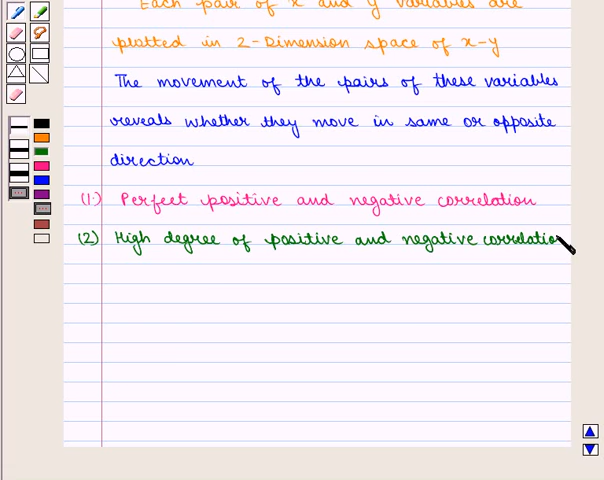 Each pair of x and y variables are
plotted in 2-Dimension space of x-y
The movement of the pairs of these variables
reveals whether they move in same or opposite
direction
(1.) Perfect positive and negative correlation
(2) High degree of positive and negative correlatio